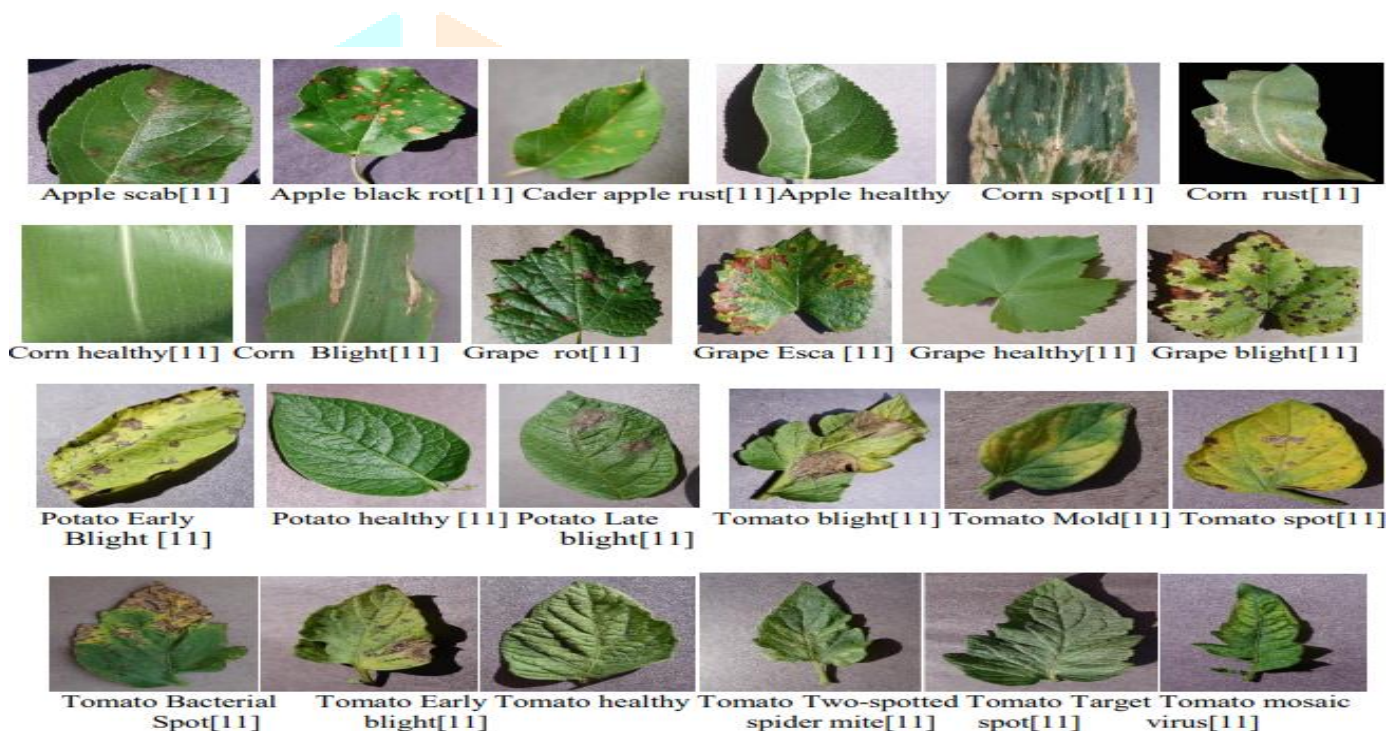 Apple scab[11] Apple black rot[11] Cader apple rust[11] Apple healthy Corn spot[11] Corn rust[11]
Corn healthy[11] Corn Blight[11] Grape rot[11] Grape Esca [11] Grape healthy[11] Grape blight[11]
Potato Early Blight [11] Potato healthy [11] Potato Late blight[11] Tomato blight[11] Tomato Mold[11] Tomato spot[11]
Tomato Bacterial Spot[11] Tomato Early blight[11] Tomato healthy Tomato Two-spotted spider mite[11] Tomato Target spot[11] Tomato mosaic virus[11]